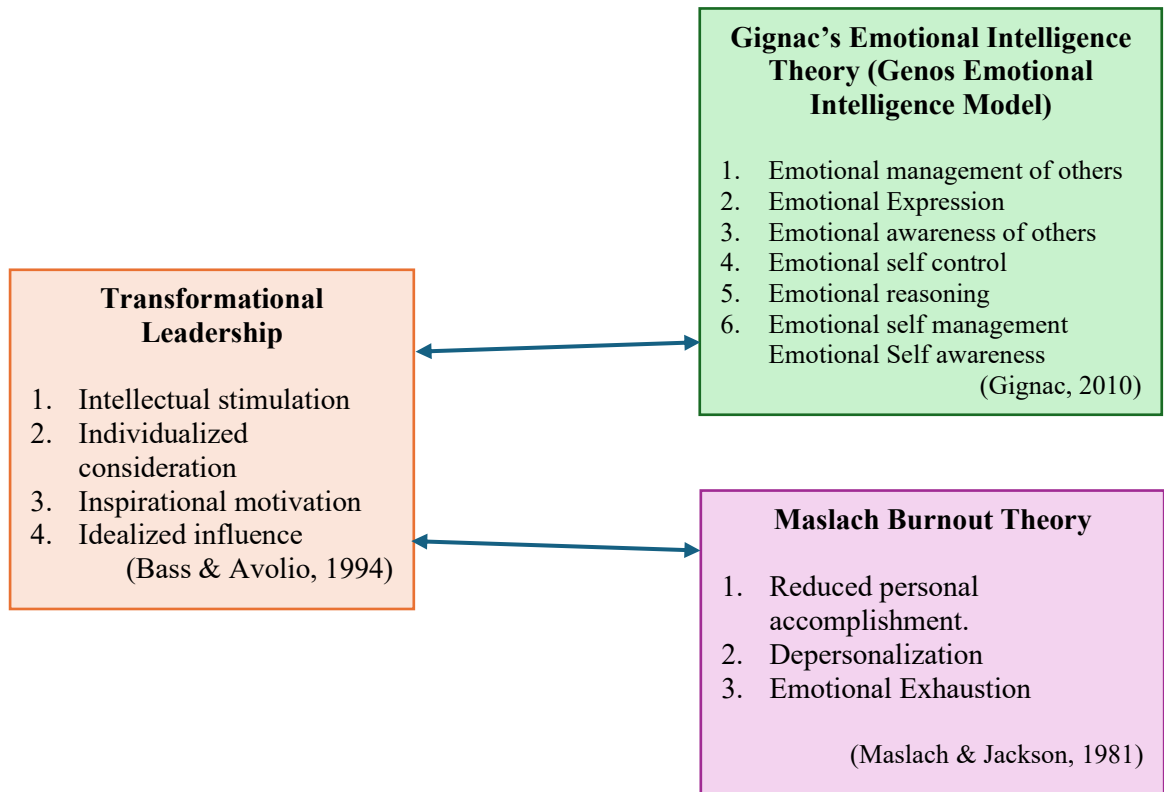 Gignac’s Emotional Intelligence
Theory (Genos Emotional
Intelligence Model)
1. Emotional management of others
2. Emotional Expression
3. Emotional awareness of others
4. Emotional self control
5. Emotional reasoning
6. Emotional self management
Emotional Self awareness
(Gignac, 2010)
Transformational
Leadership
1. Intellectual stimulation
2. Individualized
consideration
3. Inspirational motivation
4. Idealized influence
(Bass & Avolio, 1994)
Maslach Burnout Theory
1. Reduced personal
accomplishment.
2. Depersonalization
3. Emotional Exhaustion
(Maslach & Jackson, 1981)